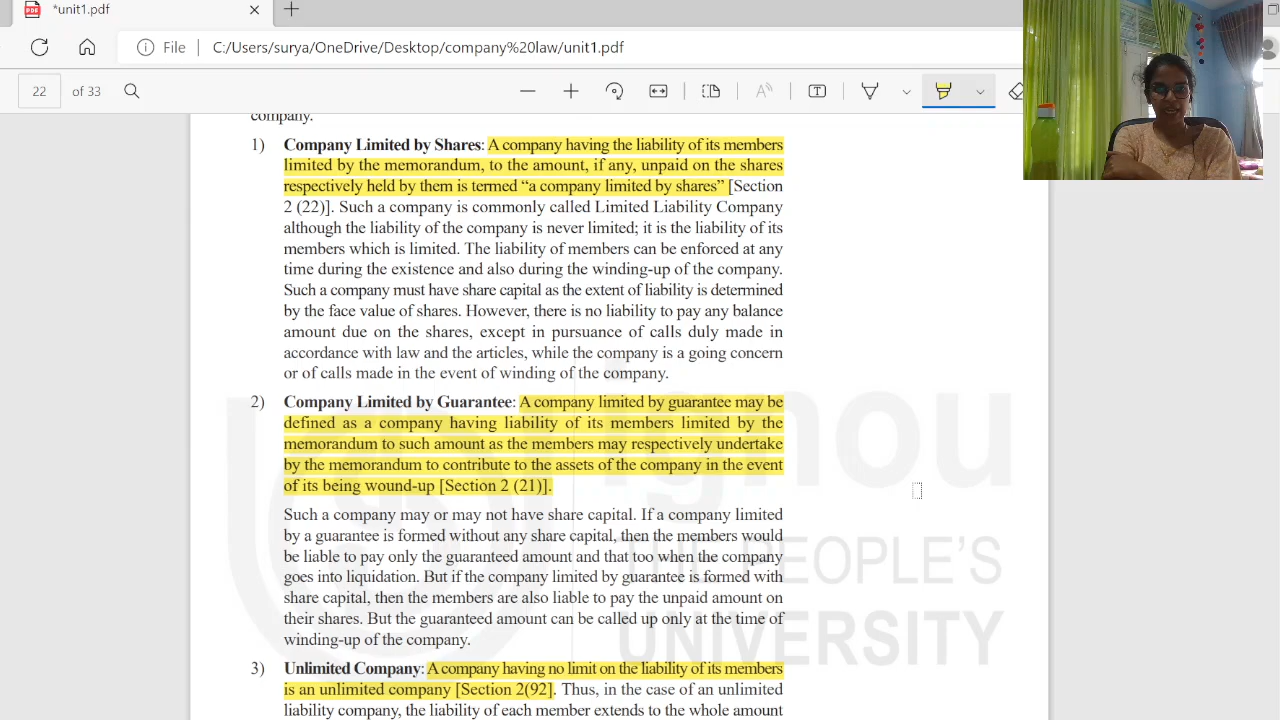 *unit1.pdf
File C:/Users/surya/OneDrive/Desktop/company%20law/unit1.pdf
22 of 33
company.
1) Company Limited by Shares: A company having the liability of its members
limited by the memorandum, to the amount, if any, unpaid on the shares
respectively held by them is termed “a company limited by shares” [Section
2 (22)]. Such a company is commonly called Limited Liability Company
although the liability of the company is never limited; it is the liability of its
members which is limited. The liability of members can be enforced at any
time during the existence and also during the winding-up of the company.
Such a company must have share capital as the extent of liability is determined
by the face value of shares. However, there is no liability to pay any balance
amount due on the shares, except in pursuance of calls duly made in
accordance with law and the articles, while the company is a going concern
or of calls made in the event of winding of the company.
2) Company Limited by Guarantee: A company limited by guarantee may be
defined as a company having liability of its members limited by the
memorandum to such amount as the members may respectively undertake
by the memorandum to contribute to the assets of the company in the event
of its being wound-up [Section 2 (21)].
Such a company may or may not have share capital. If a company limited
by a guarantee is formed without any share capital, then the members would
be liable to pay only the guaranteed amount and that too when the company
goes into liquidation. But if the company limited by guarantee is formed with
share capital, then the members are also liable to pay the unpaid amount on
their shares. But the guaranteed amount can be called up only at the time of
winding-up of the company.
3) Unlimited Company: A company having no limit on the liability of its members
is an unlimited company [Section 2(92]. Thus, in the case of an unlimited
liability company, the liability of each member extends to the whole amount
ignou
THE PEOPLE'S
UNIVERSITY